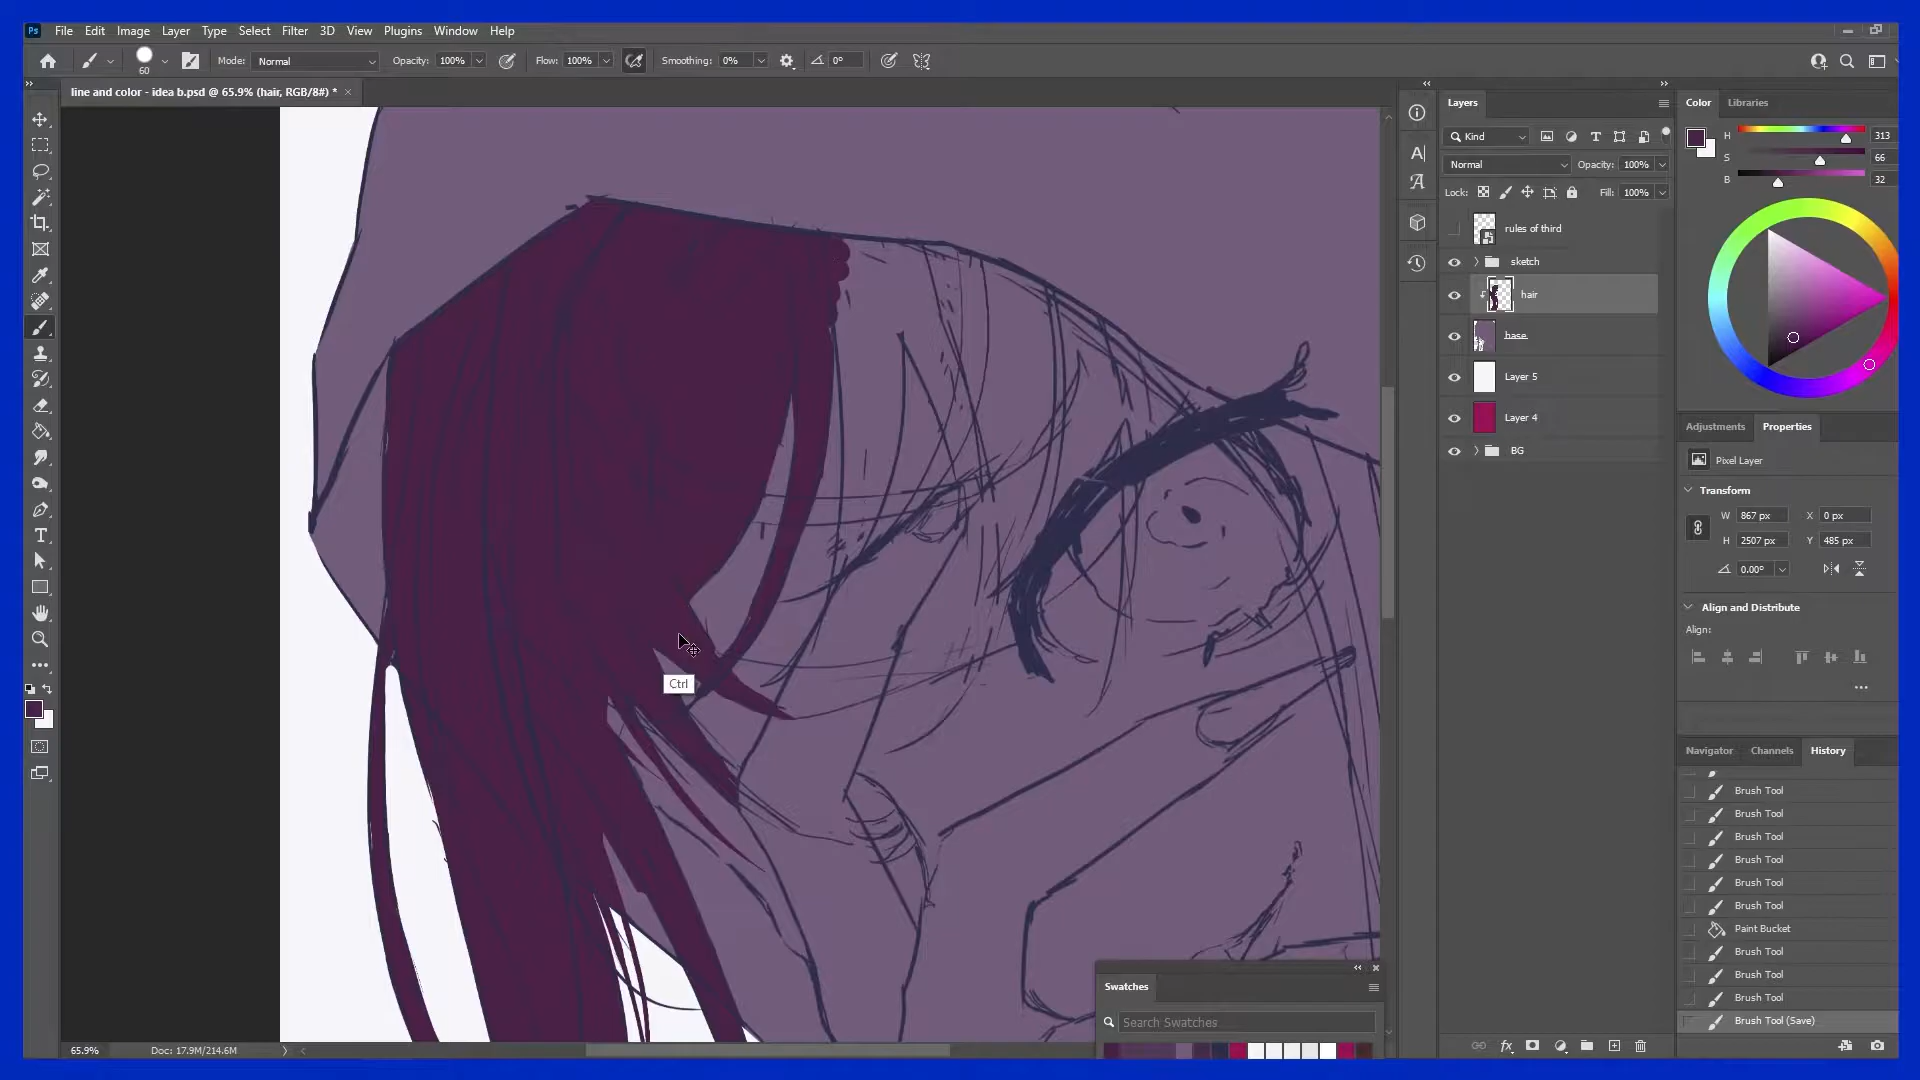 Ps File Edit Image Layer Type Select Filter 3D View Plugins Window Help
60 Mode: Normal Opacity: 100% Flow: 100% Smoothing: 0% 0°
line and color - idea b.psd @ 65.9% (hair, RGB/8#) * ×
Layers
Kind
Normal Opacity: 100%
Lock: Fill: 100%
rules of third
sketch
hair
base
Layer 5
Layer 4
BG
Color Libraries
H 313
S 66
B 32
Adjustments Properties
Pixel Layer
Transform
W 867 px X 0 px
H 2507 px Y 485 px
0.00°
Align and Distribute
Align:
Navigator Channels History
Brush Tool
Brush Tool
Brush Tool
Brush Tool
Brush Tool
Brush Tool
Paint Bucket
Brush Tool
Brush Tool
Brush Tool
Brush Tool (Save)
Ctrl
Swatches
Search Swatches
65.9% Doc: 17.9M/214.6M